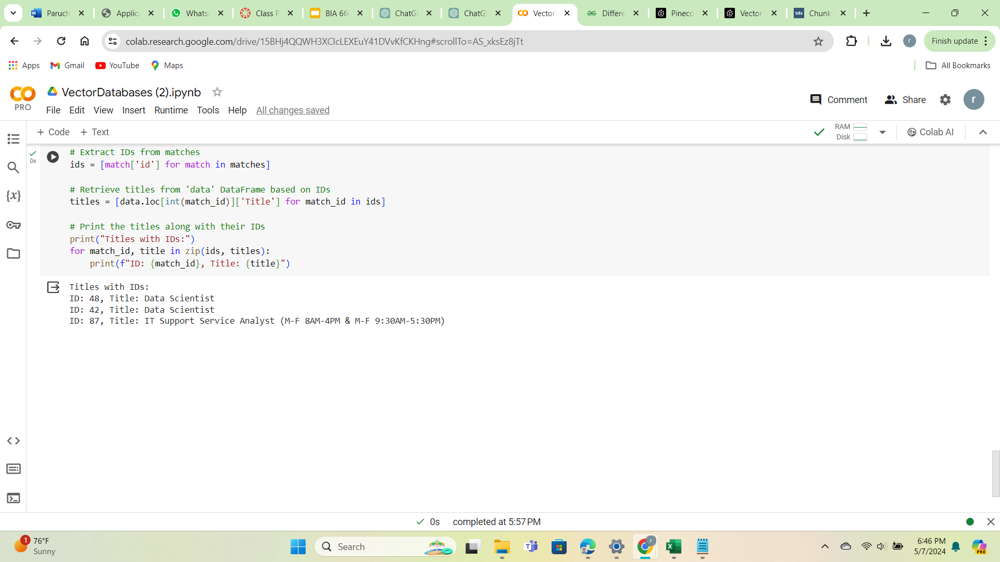 Paruch
Applica
WhatsA
Class P
BIA 66
ChatG
ChatG
Vector
Differe
Pineco
Vector
tds Chunk
colab.research.google.com/drive/15BHj4QQWH3XCIcLEXEuY41DVvKfCKHng#scrollTo=AS_xksEz8jTt
r
Finish update
Apps
Gmail
YouTube
Maps
All Bookmarks
PRO
VectorDatabases (2).ipynb
File Edit View Insert Runtime Tools Help All changes saved
Comment
Share
r
+ Code + Text
RAM
Disk
Colab AI
{x}
0s
# Extract IDs from matches
ids = [match['id'] for match in matches]
# Retrieve titles from 'data' DataFrame based on IDs
titles = [data.loc[int(match_id)]['Title'] for match_id in ids]
# Print the titles along with their IDs
print("Titles with IDs:")
for match_id, title in zip(ids, titles):
    print(f"ID: {match_id}, Title: {title}")
Titles with IDs:
ID: 48, Title: Data Scientist
ID: 42, Title: Data Scientist
ID: 87, Title: IT Support Service Analyst (M-F 8AM-4PM & M-F 9:30AM-5:30PM)
0s completed at 5:57 PM
1
76°F
Sunny
Search
6:46 PM
5/7/2024
PRE